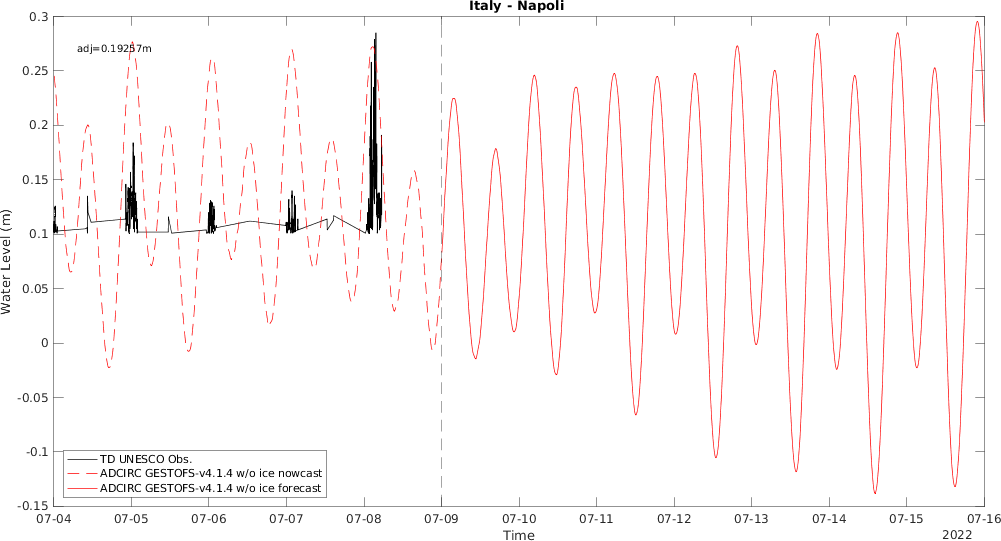 Italy - Napoli
adj=0.19257m
0.3
0.25
0.2
0.15
0.1
0.05
0
-0.05
-0.1
-0.15
Water Level (m)
TD UNESCO Obs.
ADCIRC GESTOFS-v4.1.4 w/o ice nowcast
ADCIRC GESTOFS-v4.1.4 w/o ice forecast
07-04 07-05 07-06 07-07 07-08 07-09 07-10 07-11 07-12 07-13 07-14 07-15 07-16
Time
2022